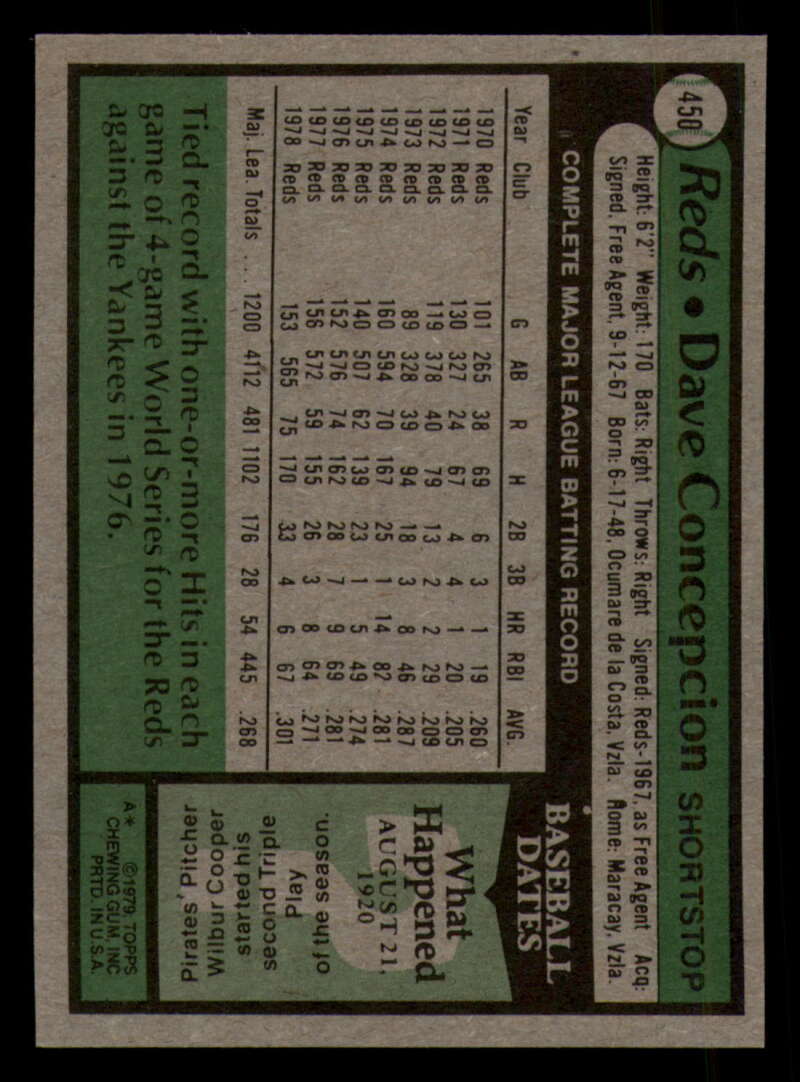 450
Reds • Dave Concepcion SHORTSTOP
Height: 6'2" Weight: 170 Bats: Right Throws: Right Signed: Reds-1967, as Free Agent Acq:
Signed, Free Agent, 9-12-67 Born: 6-17-48, Ocumare de la Costa, Vzla. Home: Maracay, Vzla.
COMPLETE MAJOR LEAGUE BATTING RECORD
Year Club G AB R H 2B 3B HR RBI AVG.
1970 Reds 101 265 38 69 6 3 1 19 .260
1971 Reds 130 327 24 67 4 4 1 20 .205
1972 Reds 119 378 40 79 13 2 2 29 .209
1973 Reds 89 328 39 94 18 3 8 46 .287
1974 Reds 160 594 70 167 25 1 14 82 .281
1975 Reds 140 507 62 139 23 1 5 49 .274
1976 Reds 152 576 74 162 28 7 9 69 .281
1977 Reds 156 572 59 155 26 3 8 64 .271
1978 Reds 153 565 75 170 33 4 6 67 .301
Maj. Lea. Totals .... 1200 4112 481 1102 176 28 54 445 .268
Tied record with one-or-more Hits in each
game of 4-game World Series for the Reds
against the Yankees in 1976.
BASEBALL
DATES
What
Happened
AUGUST 21,
1920
Pirates' Pitcher
Wilbur Cooper
started his
second Triple
Play
of the season.
A* ©1979 TOPPS
CHEWING GUM, INC.
PRTD. IN U.S.A.